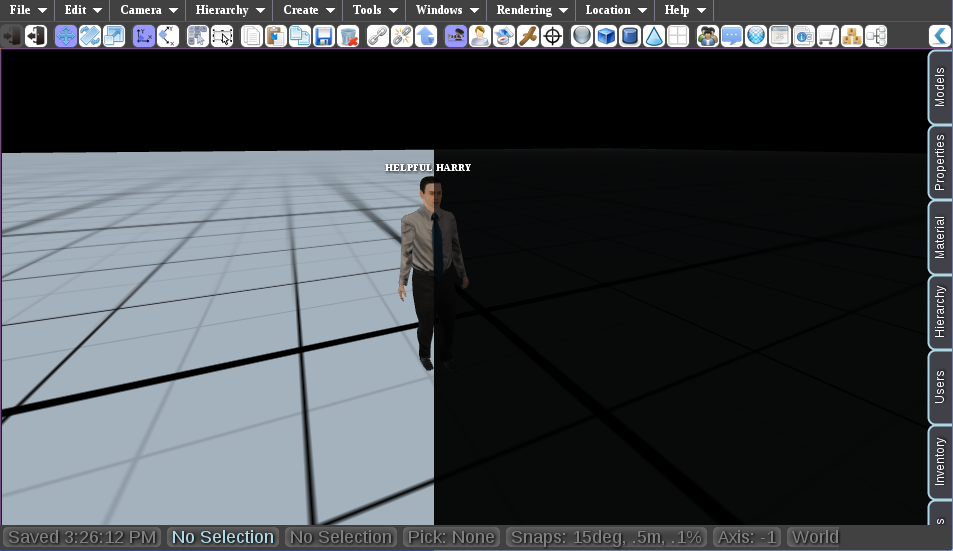 File Edit Camera Hierarchy Create Tools Windows Rendering Location Help
Models
HELPFUL HARRY
Properties
Material
Hierarchy
Users
Inventory
Saved 3:26:12 PM No Selection No Selection Pick: None Snaps: 15deg, .5m, .1% Axis: -1 World